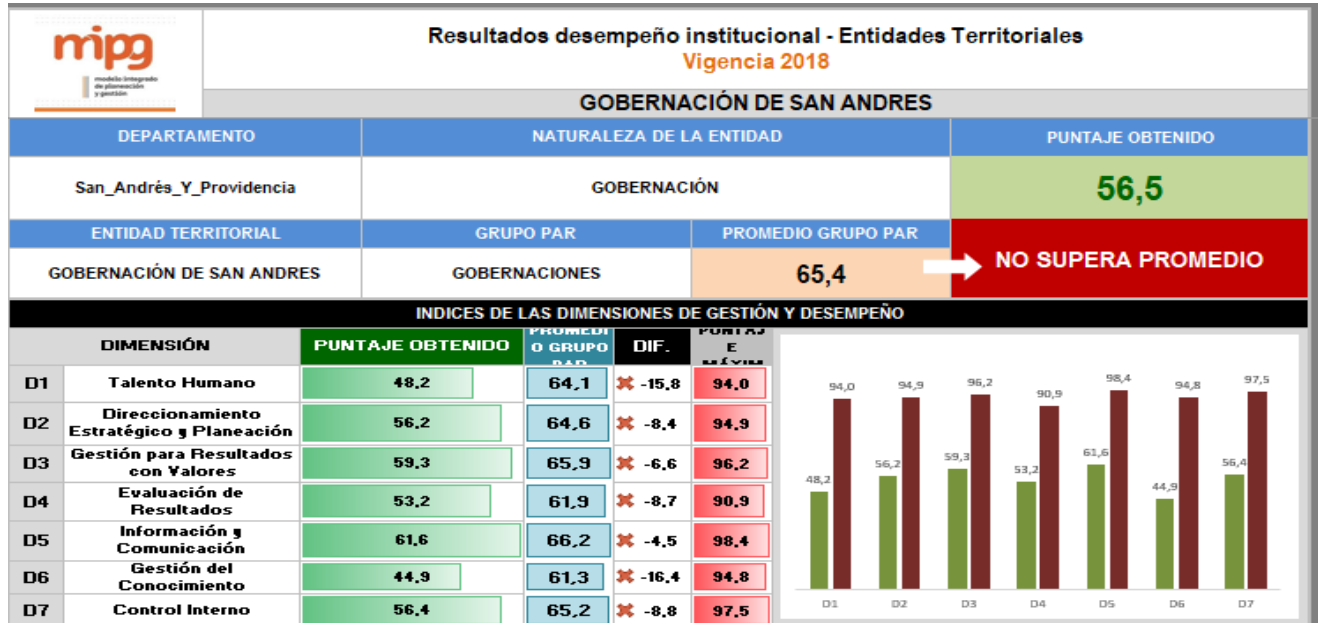 mipg
modelo integrado
de planeación
y gestión
Resultados desempeño institucional - Entidades Territoriales
Vigencia 2018
GOBERNACIÓN DE SAN ANDRES
DEPARTAMENTO NATURALEZA DE LA ENTIDAD PUNTAJE OBTENIDO
San_Andrés_Y_Providencia GOBERNACIÓN 56,5
ENTIDAD TERRITORIAL GRUPO PAR PROMEDIO GRUPO PAR
GOBERNACIÓN DE SAN ANDRES GOBERNACIONES 65,4 NO SUPERA PROMEDIO
INDICES DE LAS DIMENSIONES DE GESTIÓN Y DESEMPEÑO
DIMENSIÓN PUNTAJE OBTENIDO PROMEDI O GRUPO PAR DIF. PUNTAJ E MÁXIM
D1 Talento Humano 48,2 64,1 -15,8 94,0
D2 Direccionamiento Estratégico y Planeación 56,2 64,6 -8,4 94,9
D3 Gestión para Resultados con Valores 59,3 65,9 -6,6 96,2
D4 Evaluación de Resultados 53,2 61,9 -8,7 90,9
D5 Información y Comunicación 61,6 66,2 -4,5 98,4
D6 Gestión del Conocimiento 44,9 61,3 -16,4 94,8
D7 Control Interno 56,4 65,2 -8,8 97,5
48,2 94,0 56,2 94,9 59,3 96,2 53,2 90,9 61,6 98,4 44,9 94,8 56,4 97,5
D1 D2 D3 D4 D5 D6 D7